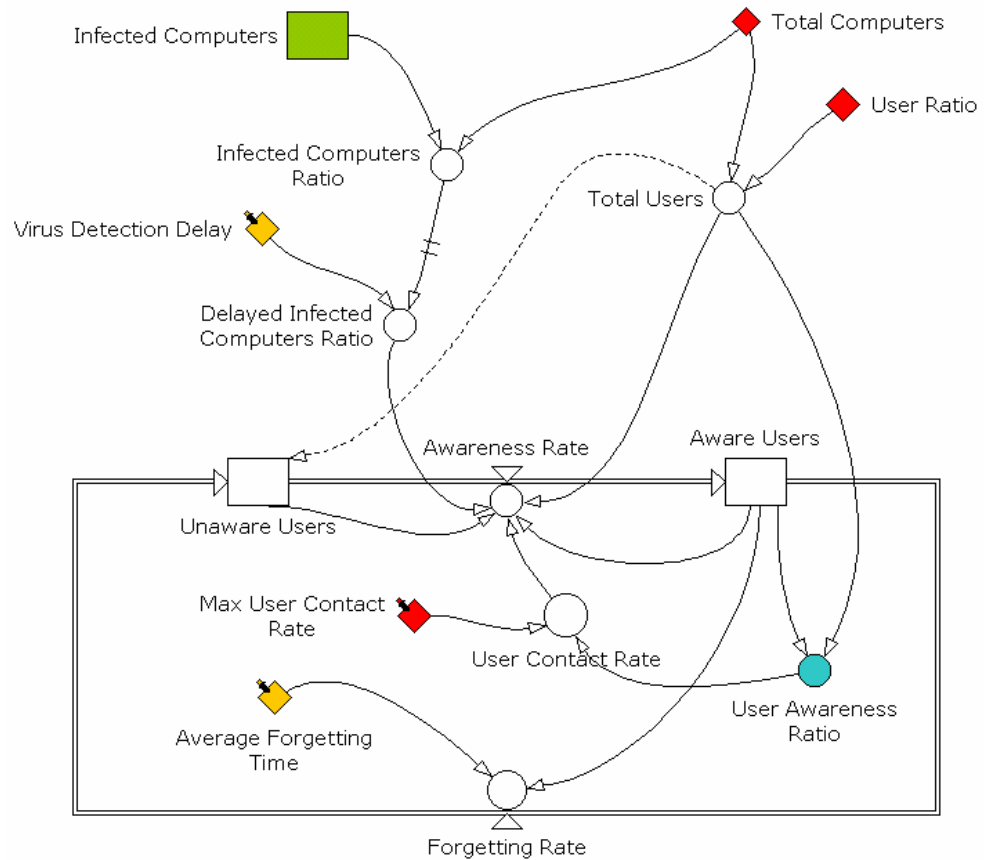 Infected Computers
Total Computers
User Ratio
Infected Computers
Ratio
Total Users
Virus Detection Delay
Delayed Infected
Computers Ratio
Awareness Rate
Aware Users
Unaware Users
Max User Contact
Rate
User Contact Rate
User Awareness
Ratio
Average Forgetting
Time
Forgetting Rate